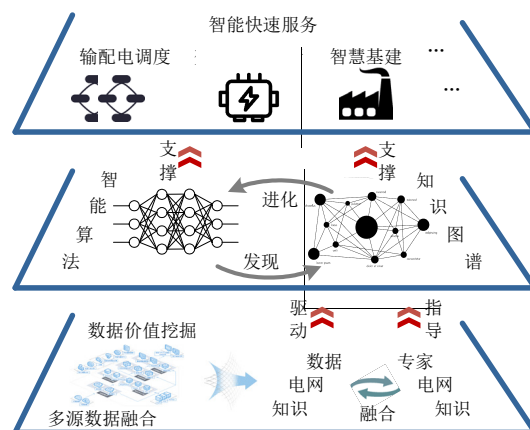 智能快速服务
输配电调度
智慧基建
...
...
支撑
支撑
智能算法
进化
发现
知识图谱
驱动
指导
数据价值挖掘
多源数据融合
数据
电网
知识
融合
专家
电网
知识